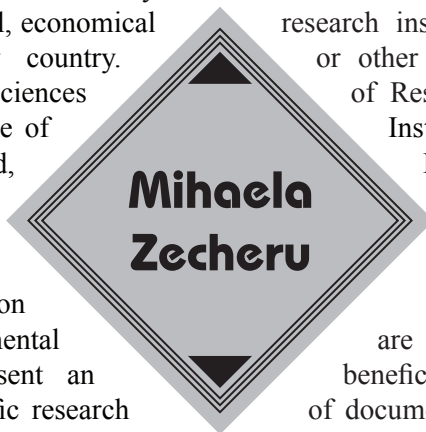 l, economical
country.
ciences
e of
d,
on
mental
sent an
fic research
Mihaela
Zecheru
research ins
or other
of Res
Inst
are
benefic
of docum